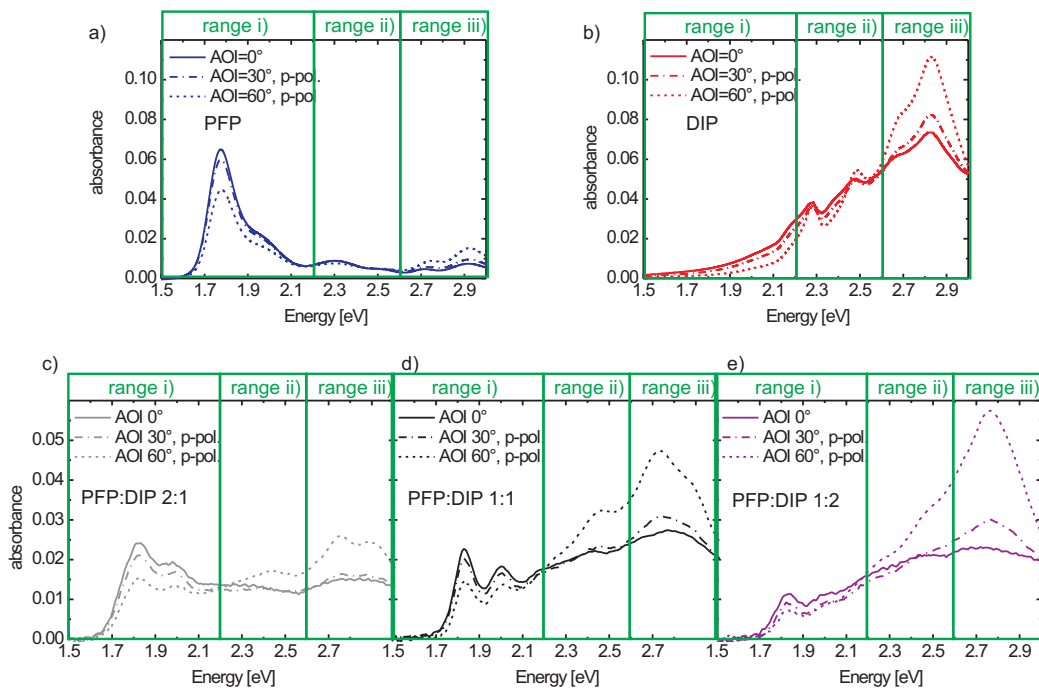 a)
range i) range ii) range iii)
AOI=0°
AOI=30°, p-pol.
AOI=60°, p-pol.
PFP
absorbance
0.10
0.08
0.06
0.04
0.02
0.00
1.5 1.7 1.9 2.1 2.3 2.5 2.7 2.9
Energy [eV]
b)
range i) range ii) range iii)
AOI=0°
AOI=30°, p-pol.
AOI=60°, p-pol.
DIP
absorbance
0.10
0.08
0.06
0.04
0.02
0.00
1.5 1.7 1.9 2.1 2.3 2.5 2.7 2.9
Energy [eV]
c)
range i) range ii) range iii)
AOI 0°
AOI 30°, p-pol.
AOI 60°, p-pol.
PFP:DIP 2:1
absorbance
0.05
0.04
0.03
0.02
0.01
0.00
1.5 1.7 1.9 2.1 2.3 2.5 2.7 2.9
Energy [eV]
d)
range i) range ii) range iii)
AOI 0°
AOI 30°, p-pol.
AOI 60°, p-pol.
PFP:DIP 1:1
1.5 1.7 1.9 2.1 2.3 2.5 2.7
Energy [eV]
e)
range i) range ii) range iii)
AOI 0°
AOI 30°, p-pol.
AOI 60°, p-pol.
PFP:DIP 1:2
1.5 1.7 1.9 2.1 2.3 2.5 2.7 2.9
Energy [eV]